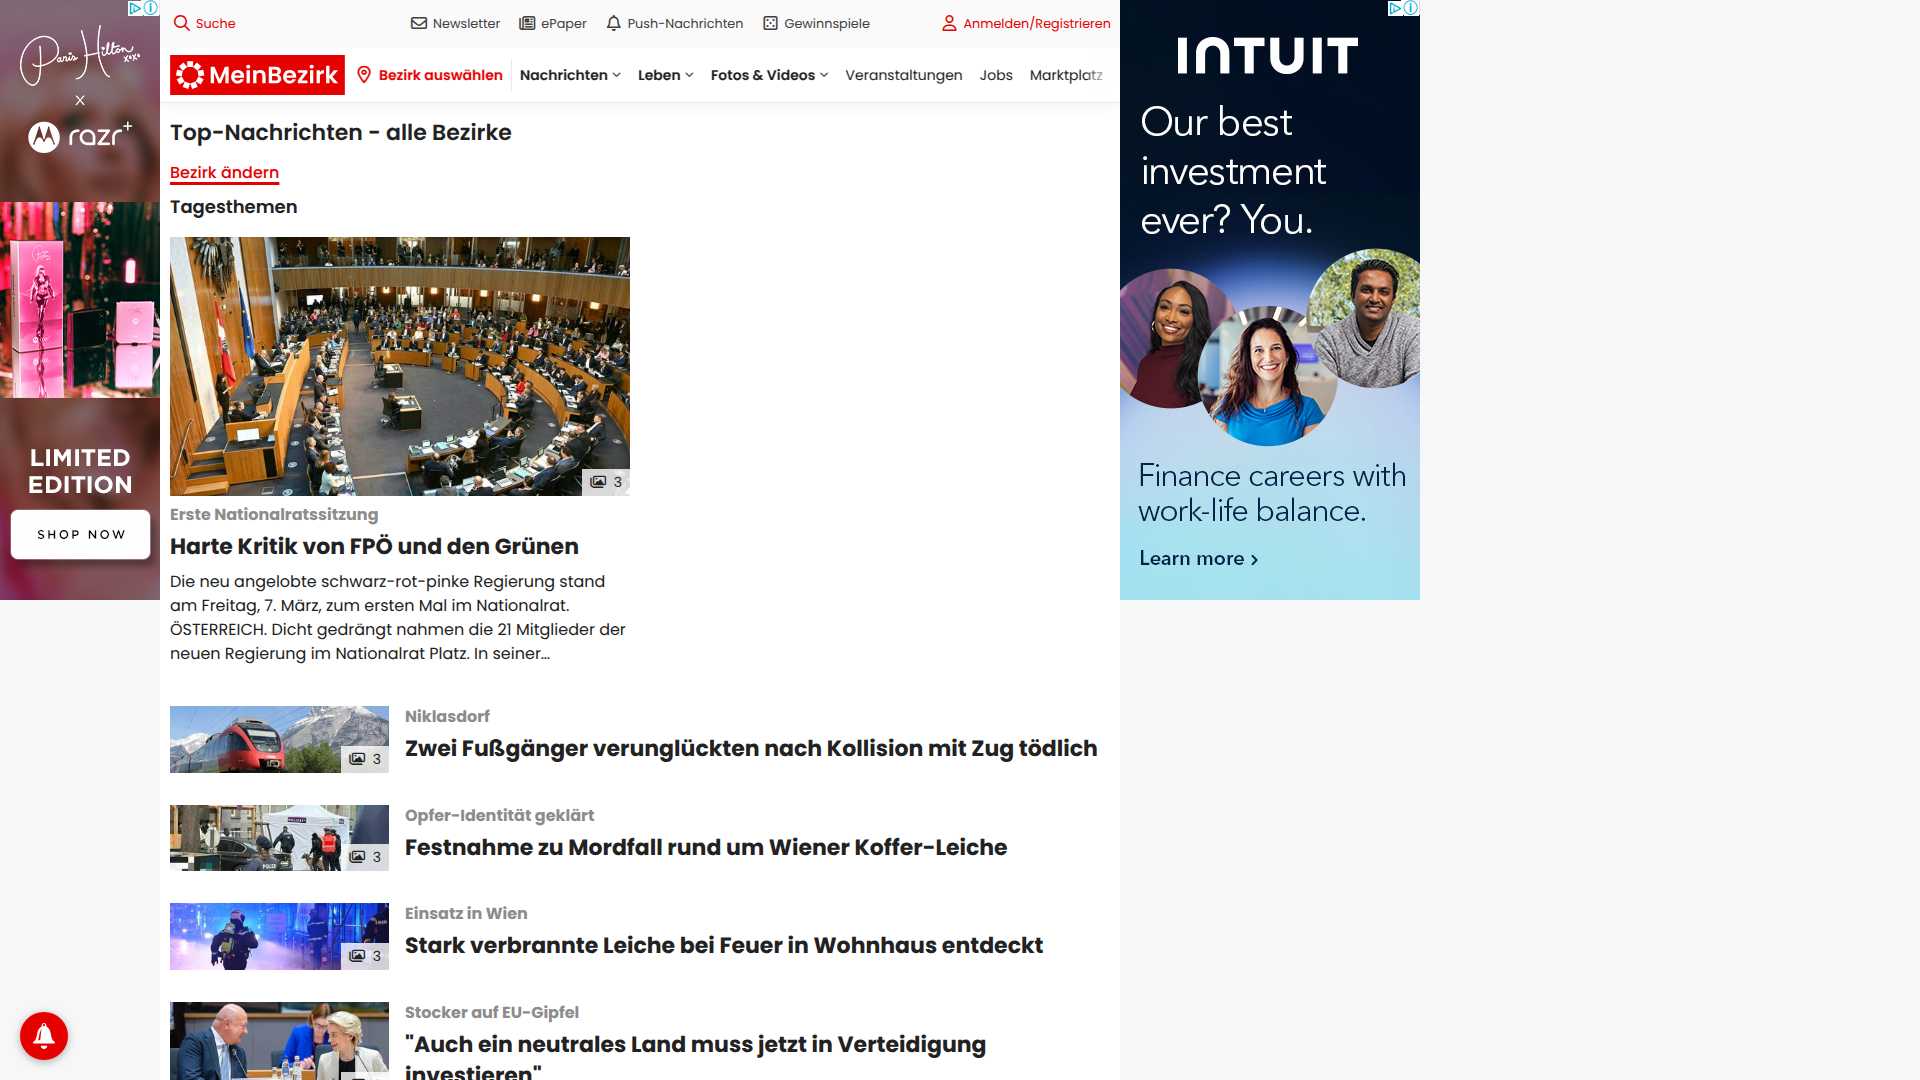 Suche
Newsletter
ePaper
Push-Nachrichten
Gewinnspiele
Anmelden/Registrieren
MeinBezirk
Bezirk auswählen
Nachrichten
Leben
Fotos & Videos
Veranstaltungen
Jobs
Marktplatz
Top-Nachrichten - alle Bezirke
Bezirk ändern
Tagesthemen
3
Erste Nationalratssitzung
Harte Kritik von FPÖ und den Grünen
Die neu angelobte schwarz-rot-pinke Regierung stand
am Freitag, 7. März, zum ersten Mal im Nationalrat.
ÖSTERREICH. Dicht gedrängt nahmen die 21 Mitglieder der
neuen Regierung im Nationalrat Platz. In seiner...
3
Niklasdorf
Zwei Fußgänger verunglückten nach Kollision mit Zug tödlich
3
Opfer-Identität geklärt
Festnahme zu Mordfall rund um Wiener Koffer-Leiche
3
Einsatz in Wien
Stark verbrannte Leiche bei Feuer in Wohnhaus entdeckt
Stocker auf EU-Gipfel
"Auch ein neutrales Land muss jetzt in Verteidigung
investieren"
Paris Hilton
xoxo
X
razr+
LIMITED
EDITION
SHOP NOW
INTUIT
Our best
investment
ever? You.
Finance careers with
work-life balance.
Learn more